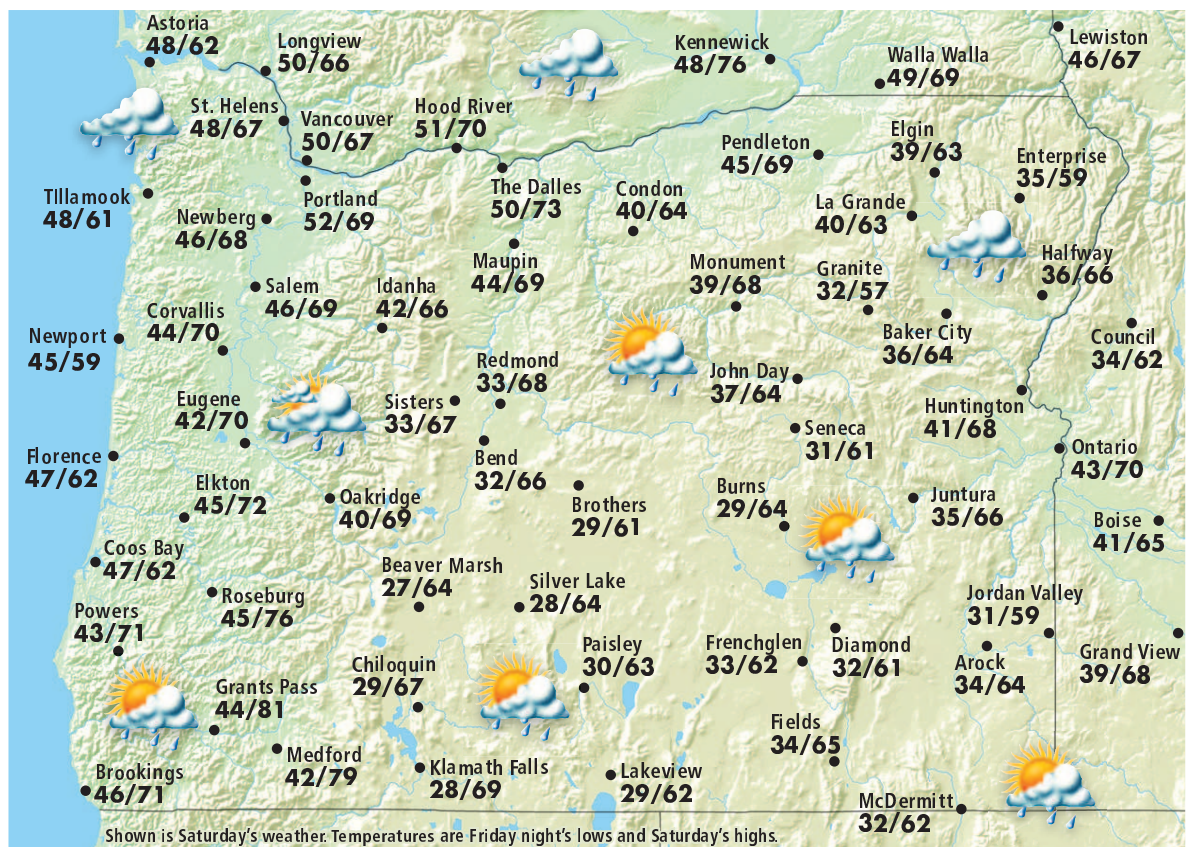 Astoria
48/62
Longview
50/66
Kennewick
48/76
Walla Walla
49/69
Lewiston
46/67
St. Helens
48/67
Vancouver
50/67
Hood River
51/70
Pendleton
45/69
Elgin
39/63
Enterprise
35/59
TIllamook
48/61
Newberg
46/68
Portland
52/69
The Dalles
50/73
Condon
40/64
La Grande
40/63
Maupin
44/69
Monument
39/68
Granite
32/57
Halfway
36/66
Salem
46/69
Idanha
42/66
Corvallis
44/70
Newport
45/59
Baker City
36/64
Council
34/62
Redmond
33/68
John Day
37/64
Eugene
42/70
Sisters
33/67
Huntington
41/68
Seneca
31/61
Florence
47/62
Bend
32/66
Ontario
43/70
Elkton
45/72
Oakridge
40/69
Brothers
29/61
Burns
29/64
Juntura
35/66
Boise
41/65
Coos Bay
47/62
Beaver Marsh
27/64
Silver Lake
28/64
Roseburg
45/76
Jordan Valley
31/59
Powers
43/71
Paisley
30/63
Frenchglen
33/62
Diamond
32/61
Arock
34/64
Grand View
39/68
Chiloquin
29/67
Grants Pass
44/81
Fields
34/65
Medford
42/79
Klamath Falls
28/69
Lakeview
29/62
Brookings
46/71
McDermitt
32/62
Shown is Saturday's weather. Temperatures are Friday night's lows and Saturday's highs.